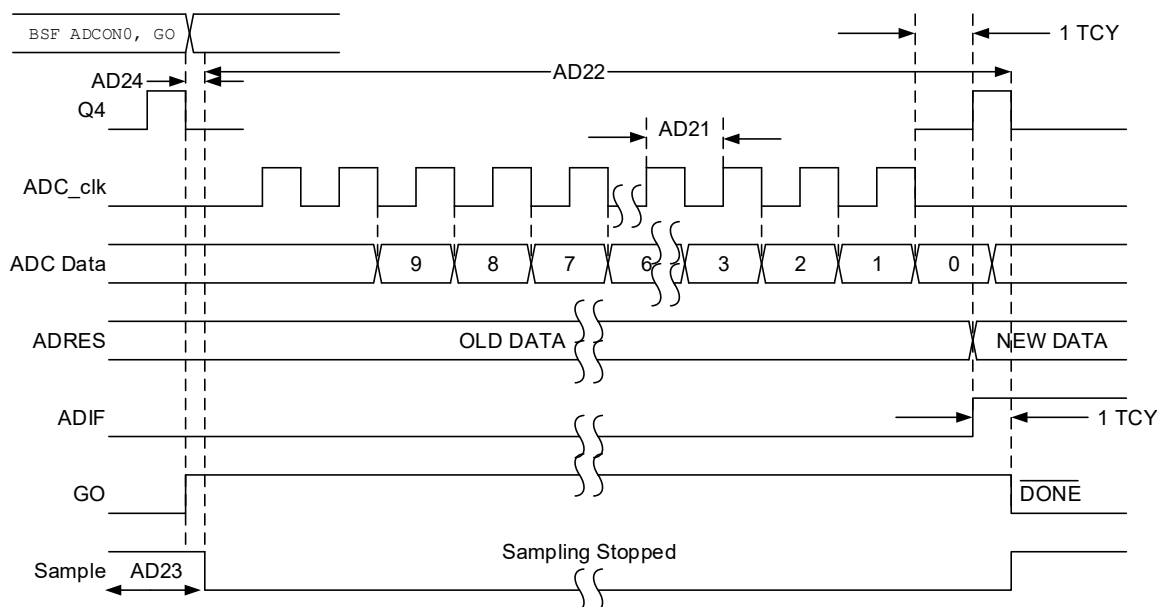 BSF ADCON0, GO
1 TCY
AD24
AD22
Q4
AD21
ADC_clk
ADC Data
9 8 7 6 3 2 1 0
ADRES
OLD DATA
NEW DATA
ADIF
1 TCY
GO
DONE
Sampling Stopped
Sample
AD23